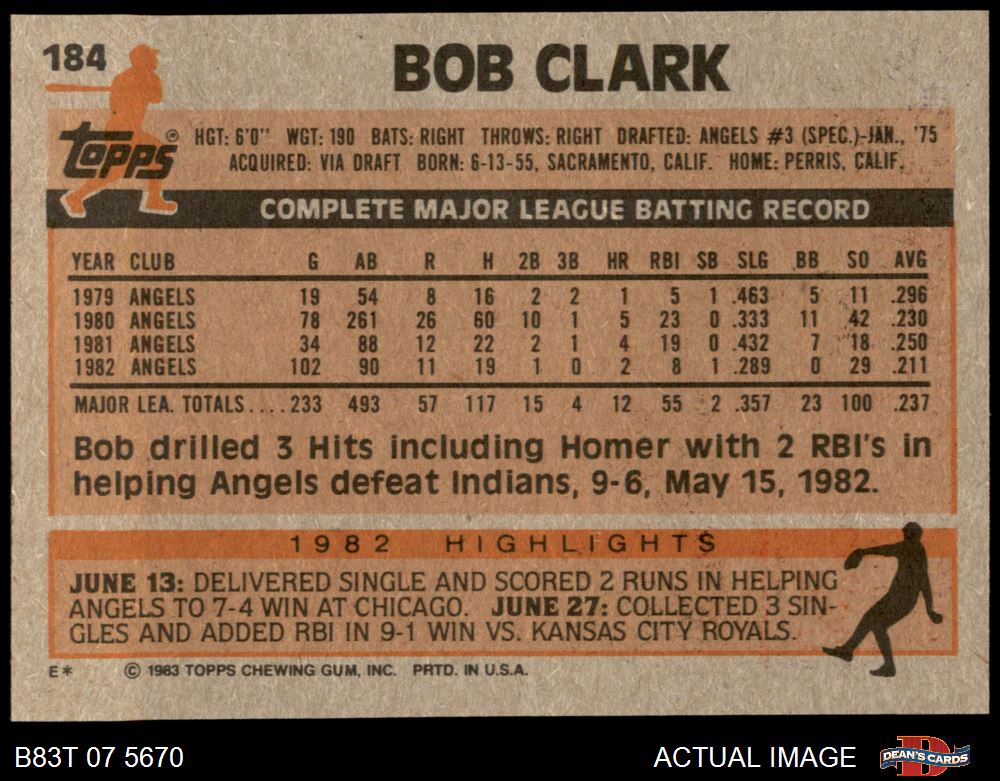 184
BOB CLARK
topps®
HGT: 6'0" WGT: 190 BATS: RIGHT THROWS: RIGHT DRAFTED: ANGELS #3 (SPEC.)-JAN., '75
ACQUIRED: VIA DRAFT BORN: 6-13-55, SACRAMENTO, CALIF. HOME: PERRIS, CALIF.
COMPLETE MAJOR LEAGUE BATTING RECORD
YEAR CLUB G AB R H 2B 3B HR RBI SB SLG BB SO AVG
1979 ANGELS 19 54 8 16 2 2 1 5 1 .463 5 11 .296
1980 ANGELS 78 261 26 60 10 1 5 23 0 .333 11 42 .230
1981 ANGELS 34 88 12 22 2 1 4 19 0 .432 7 18 .250
1982 ANGELS 102 90 11 19 1 0 2 8 1 .289 0 29 .211
MAJOR LEA. TOTALS....233 493 57 117 15 4 12 55 2 .357 23 100 .237
Bob drilled 3 Hits including Homer with 2 RBI's in
helping Angels defeat Indians, 9-6, May 15, 1982.
1982 HIGHLIGHTS
JUNE 13: DELIVERED SINGLE AND SCORED 2 RUNS IN HELPING
ANGELS TO 7-4 WIN AT CHICAGO. JUNE 27: COLLECTED 3 SIN-
GLES AND ADDED RBI IN 9-1 WIN VS. KANSAS CITY ROYALS.
E* © 1983 TOPPS CHEWING GUM, INC. PRTD. IN U.S.A.
B83T 07 5670 ACTUAL IMAGE
D
DEAN'S CARDS